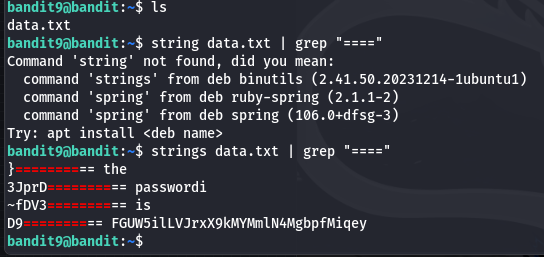 bandit9@bandit:~$ ls
data.txt
bandit9@bandit:~$ string data.txt | grep "===="
Command 'string' not found, did you mean:
  command 'strings' from deb binutils (2.41.50.20231214-1ubuntu1)
  command 'spring' from deb ruby-spring (2.1.1-2)
  command 'spring' from deb spring (106.0+dfsg-3)
Try: apt install <deb name>
bandit9@bandit:~$ strings data.txt | grep "===="
}========== the
3JprD========== passwordi
~fDV3========== is
D9========== FGUW5ilLVJrxX9kMYMmlN4MgbpfMiqey
bandit9@bandit:~$